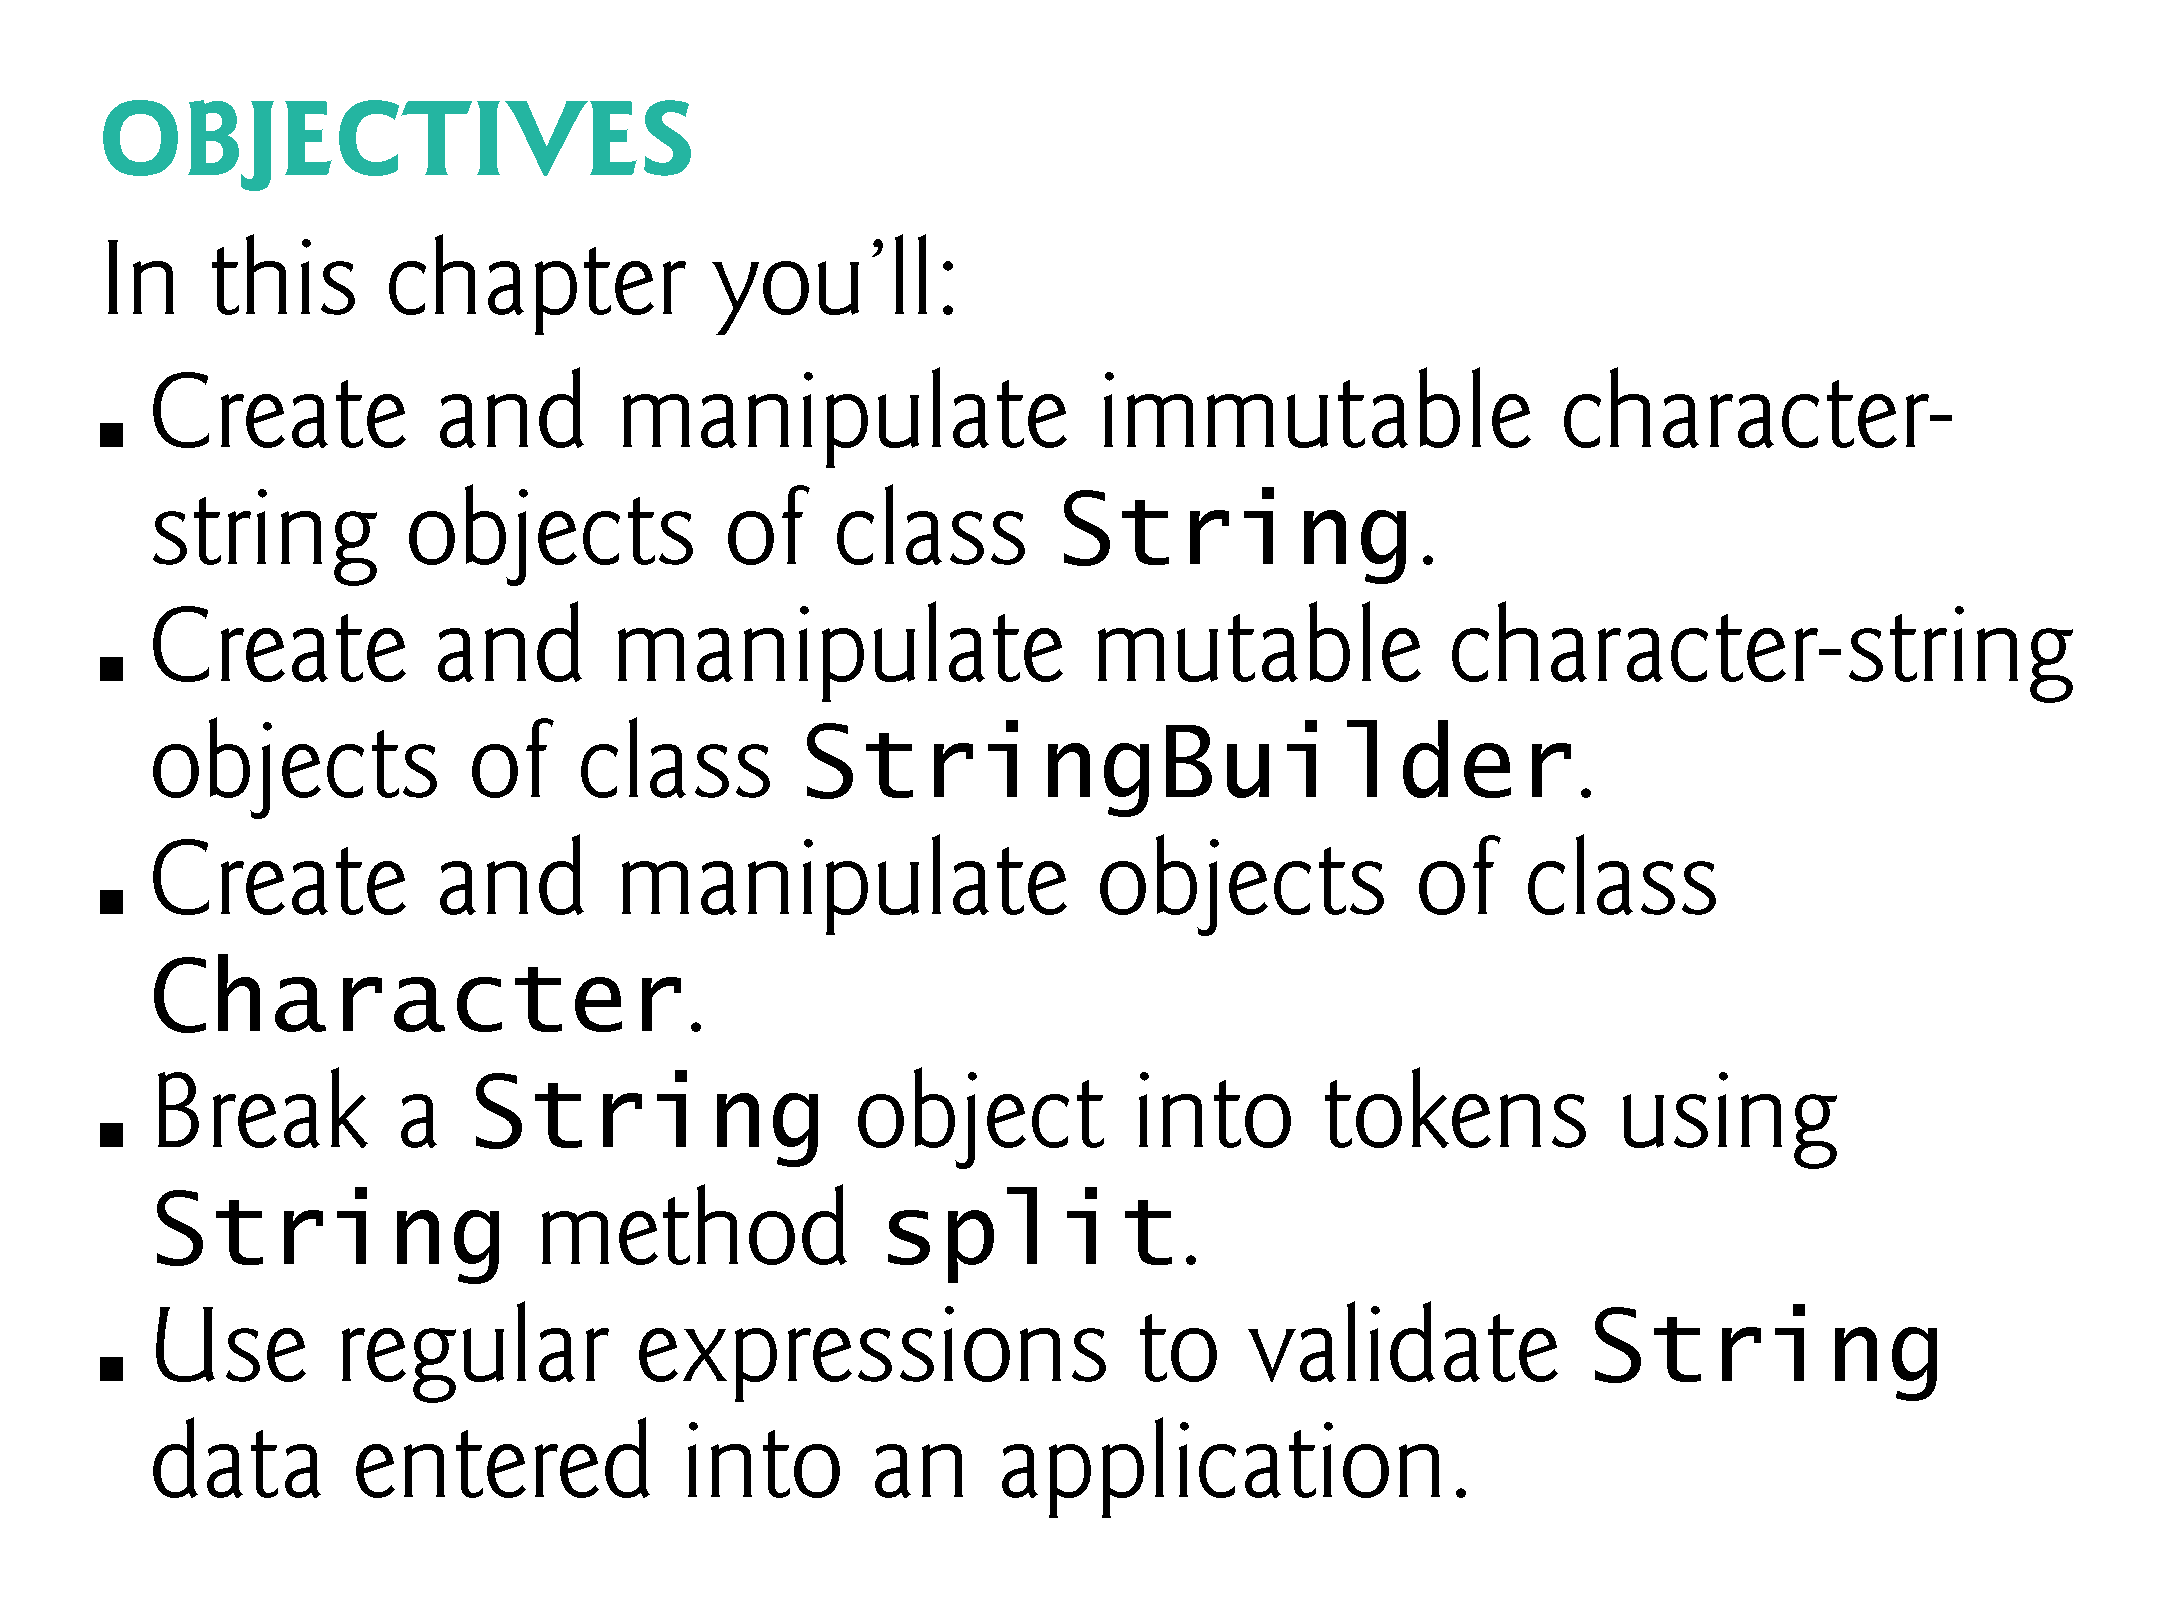 OBJECTIVES
In this chapter you’ll:
▪ Create and manipulate immutable character-
string objects of class String.
▪ Create and manipulate mutable character-string
objects of class StringBuilder.
▪ Create and manipulate objects of class
Character.
▪ Break a String object into tokens using
String method split.
▪ Use regular expressions to validate String
data entered into an application.